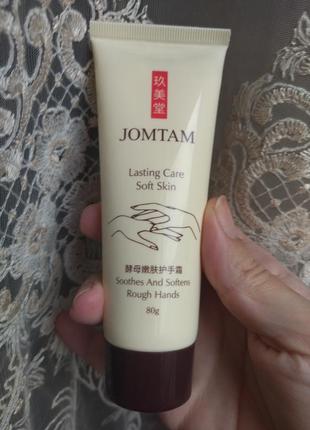 玖美堂
JOMTAM
Lasting Care
Soft Skin
酵母嫩肤护手霜
Soothes And Softens
Rough Hands
80g